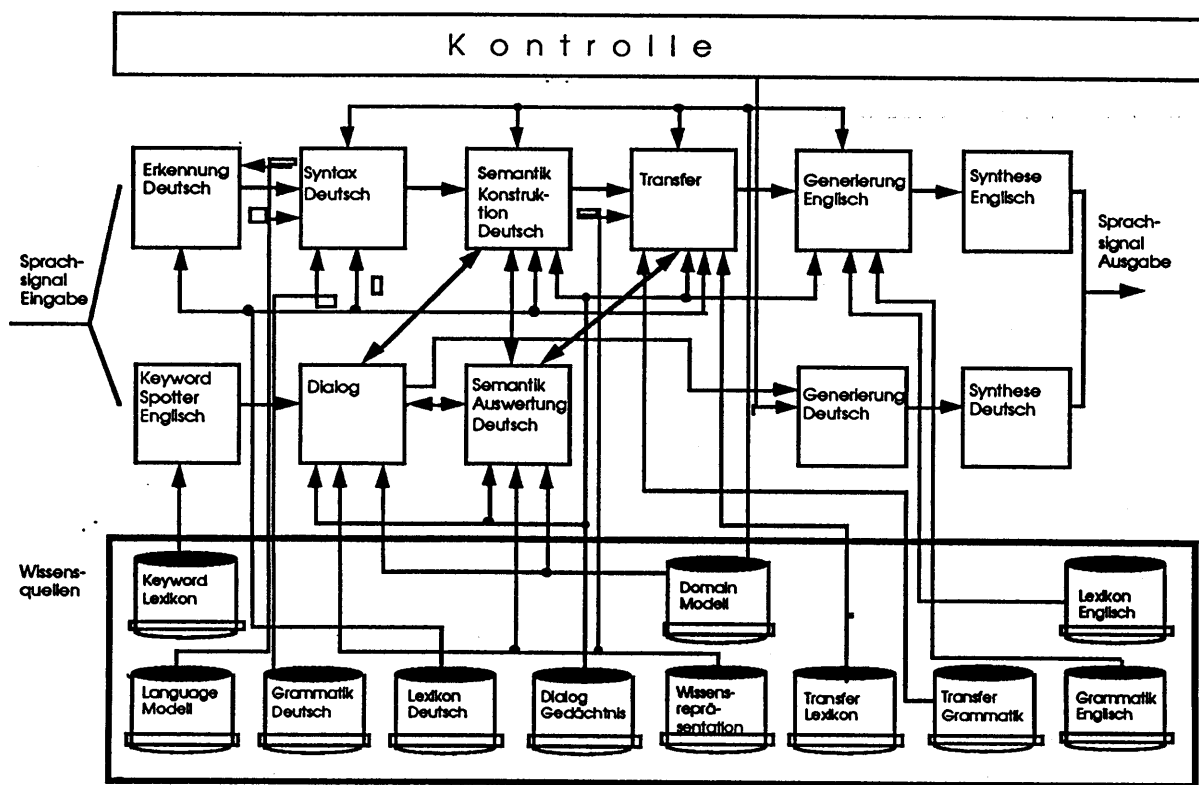 Kontrolle
Erkennung
Deutsch
Syntax
Deutsch
Semantik
Konstruk-
tion
Deutsch
Transfer
Generierung
Englisch
Synthese
Englisch
Sprach-
signal
Eingabe
Sprach-
signal
Ausgabe
Keyword
Spotter
Englisch
Dialog
Semantik
Auswertung
Deutsch
Generierung
Deutsch
Synthese
Deutsch
Wissens-
quellen
Keyword
Lexikon
Domain
Modell
Lexikon
Englisch
Language
Modell
Grammatik
Deutsch
Lexikon
Deutsch
Dialog
Gedächtnis
Wissens-
reprä-
sentation
Transfer
Lexikon
Transfer
Grammatik
Grammatik
Englisch